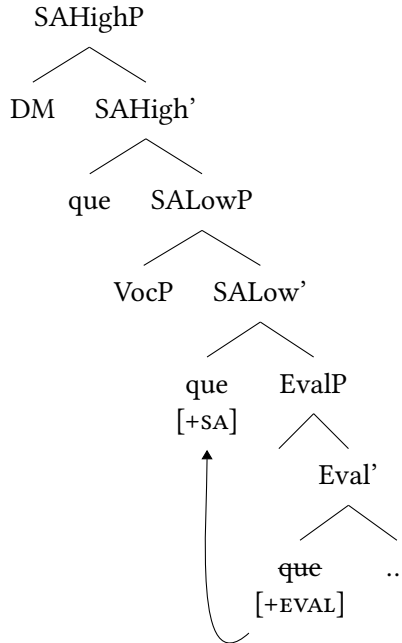 SAHighP
DM SAHigh’
que SALowP
VocP SALow’
que EvalP
[+SA]
Eval’
que ..
[+EVAL]